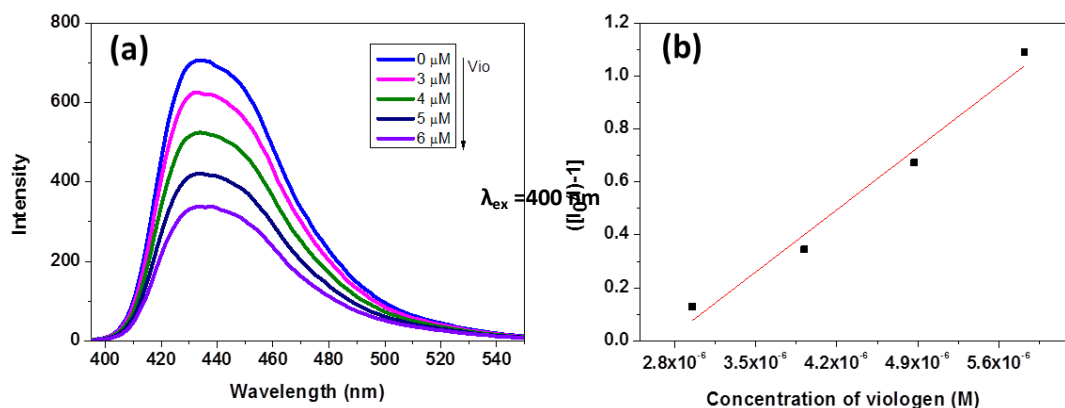 (a)
800
600
400
200
0
Intensity
400 420 440 460 480 500 520 540
Wavelength (nm)
0 μM
3 μM
4 μM
5 μM
6 μM
Vio
λex =400 nm
(b)
1.2
1.0
0.8
0.6
0.4
0.2
0.0
2.8x10⁻⁶ 3.5x10⁻⁶ 4.2x10⁻⁶ 4.9x10⁻⁶ 5.6x10⁻⁶
Concentration of viologen (M)